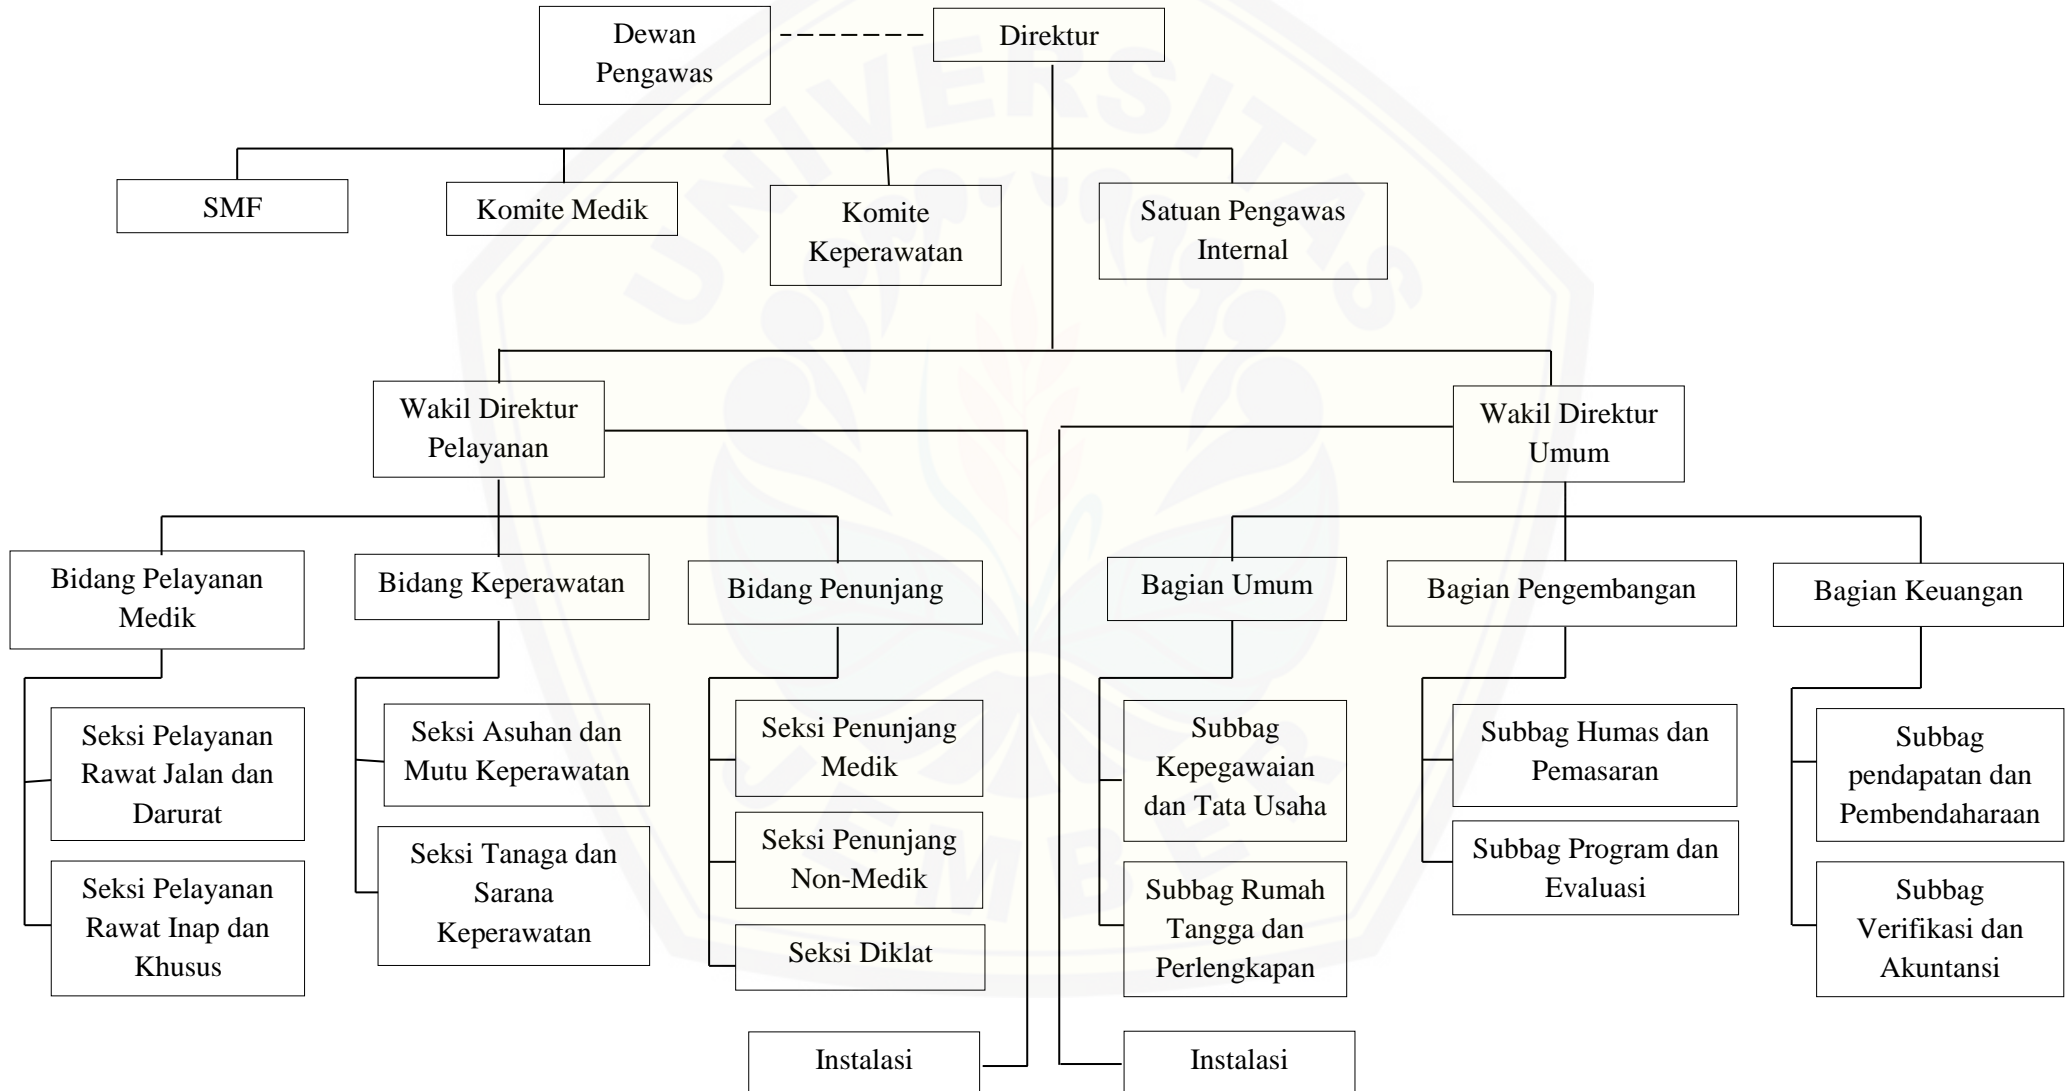 Dewan
Pengawas
Direktur
SMF
Komite Medik
Komite
Keperawatan
Satuan Pengawas
Internal
Wakil Direktur
Pelayanan
Wakil Direktur
Umum
Bidang Pelayanan
Medik
Bidang Keperawatan
Bidang Penunjang
Bagian Umum
Bagian Pengembangan
Bagian Keuangan
Seksi Pelayanan
Rawat Jalan dan
Darurat
Seksi Pelayanan
Rawat Inap dan
Khusus
Seksi Asuhan dan
Mutu Keperawatan
Seksi Tanaga dan
Sarana
Keperawatan
Seksi Penunjang
Medik
Seksi Penunjang
Non-Medik
Seksi Diklat
Subbag
Kepegawaian
dan Tata Usaha
Subbag Rumah
Tangga dan
Perlengkapan
Subbag Humas dan
Pemasaran
Subbag Program dan
Evaluasi
Subbag
pendapatan dan
Pembendaharaan
Subbag
Verifikasi dan
Akuntansi
Instalasi
Instalasi
UNIVERSITAS
JEMBER